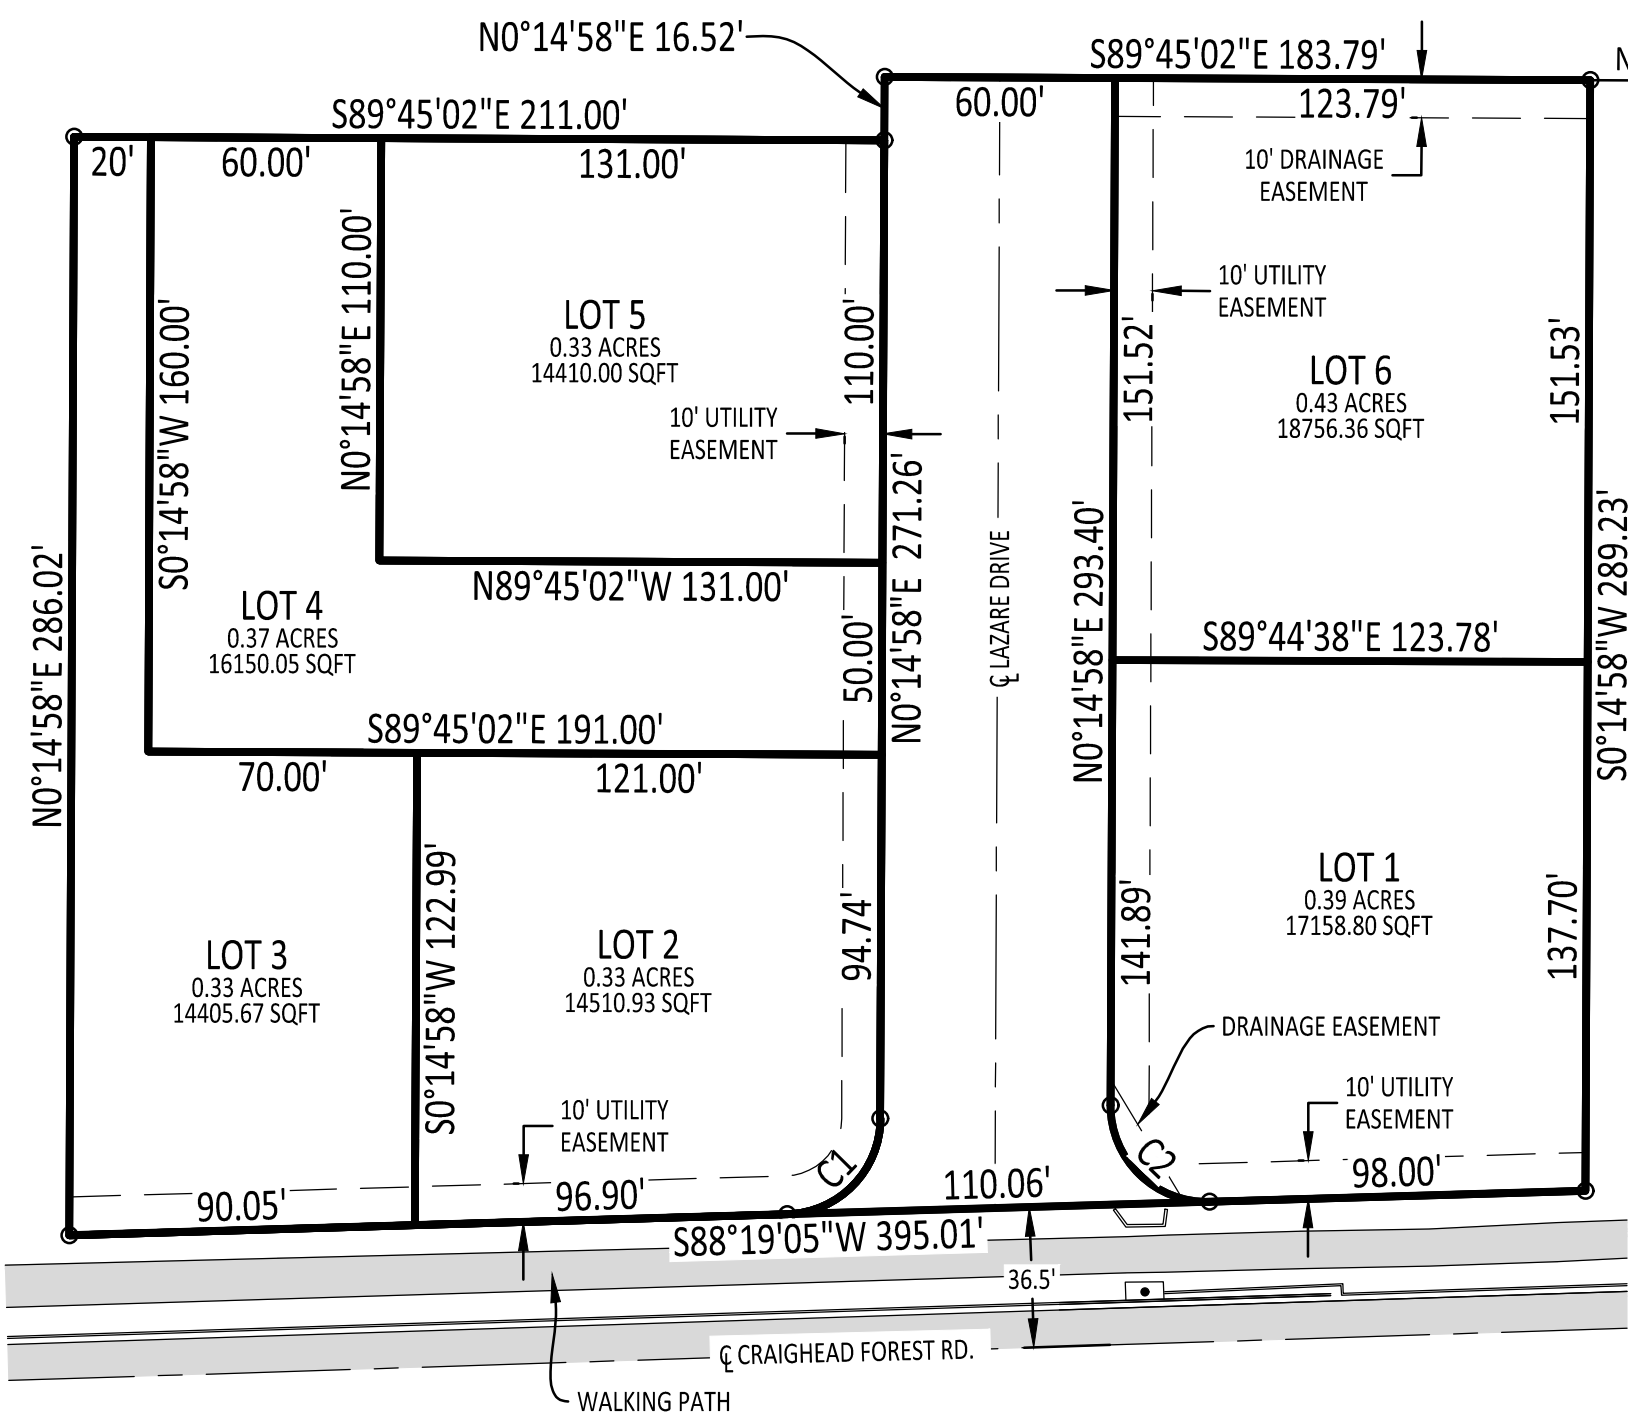 N0°14'58"E 16.52'
S89°45'02"E 183.79'
N
S89°45'02"E 211.00'
60.00'
123.79'
20'
60.00'
131.00'
10' DRAINAGE
EASEMENT
N0°14'58"E 110.00'
S0°14'58"W 160.00'
LOT 5
0.33 ACRES
14410.00 SQFT
110.00'
10' UTILITY
EASEMENT
10' UTILITY
EASEMENT
151.52'
LOT 6
0.43 ACRES
18756.36 SQFT
151.53'
N89°45'02"W 131.00'
N0°14'58"E 271.26'
℄ LAZARE DRIVE
N0°14'58"E 293.40'
S0°14'58"W 289.23'
N0°14'58"E 286.02'
LOT 4
0.37 ACRES
16150.05 SQFT
50.00'
S89°44'38"E 123.78'
S89°45'02"E 191.00'
70.00'
121.00'
S0°14'58"W 122.99'
LOT 3
0.33 ACRES
14405.67 SQFT
LOT 2
0.33 ACRES
14510.93 SQFT
94.74'
141.89'
LOT 1
0.39 ACRES
17158.80 SQFT
137.70'
DRAINAGE EASEMENT
10' UTILITY
EASEMENT
10' UTILITY
EASEMENT
C1
C2
90.05'
96.90'
110.06'
98.00'
S88°19'05"W 395.01'
36.5'
℄ CRAIGHEAD FOREST RD.
WALKING PATH